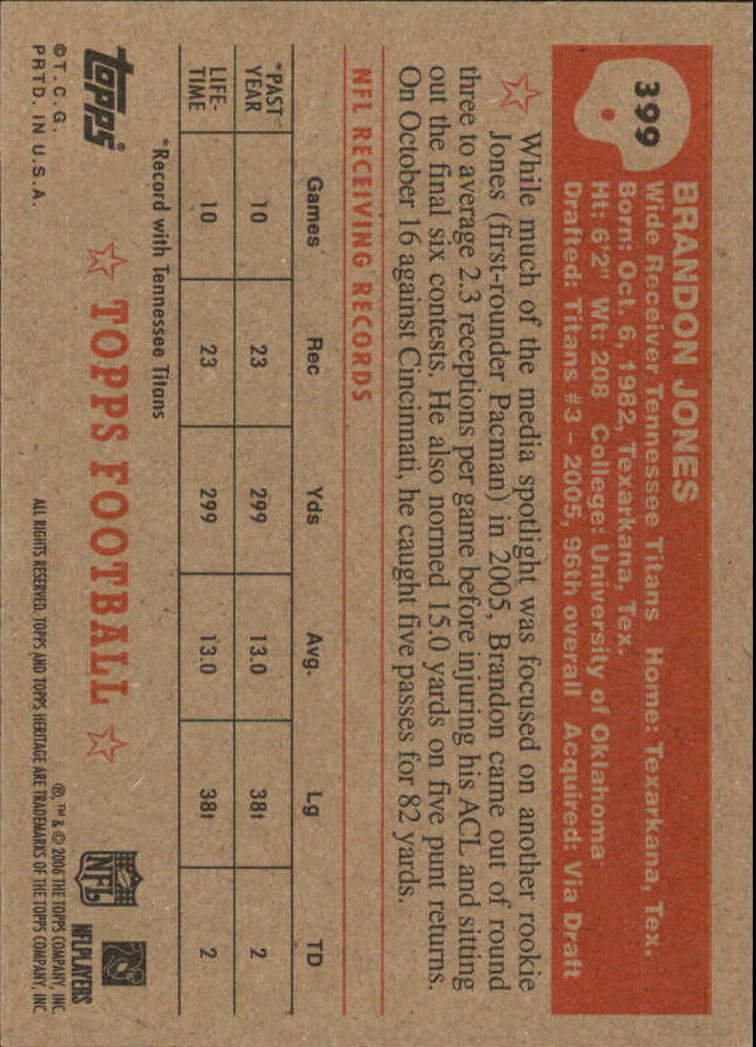 399
BRANDON JONES
Wide Receiver Tennessee Titans Home: Texarkana, Tex.
Born: Oct. 6, 1982, Texarkana, Tex.
Ht: 6'2" Wt: 208 College: University of Oklahoma
Drafted: Titans #3 – 2005, 96th overall Acquired: Via Draft
While much of the media spotlight was focused on another rookie
Jones (first-rounder Pacman) in 2005, Brandon came out of round
three to average 2.3 receptions per game before injuring his ACL and sitting
out the final six contests. He also normed 15.0 yards on five punt returns.
On October 16 against Cincinnati, he caught five passes for 82 yards.
NFL RECEIVING RECORDS
Games Rec Yds Avg. Lg TD
*PAST YEAR 10 23 299 13.0 38t 2
LIFE-TIME 10 23 299 13.0 38t 2
*Record with Tennessee Titans
topps® ☆ TOPPS FOOTBALL ☆ NFL NFLPLAYERS
©T.C.G. ®, ™ & © 2006 THE TOPPS COMPANY, INC.
PRTD. IN U.S.A. ALL RIGHTS RESERVED. TOPPS AND TOPPS HERITAGE ARE TRADEMARKS OF THE TOPPS COMPANY, INC.